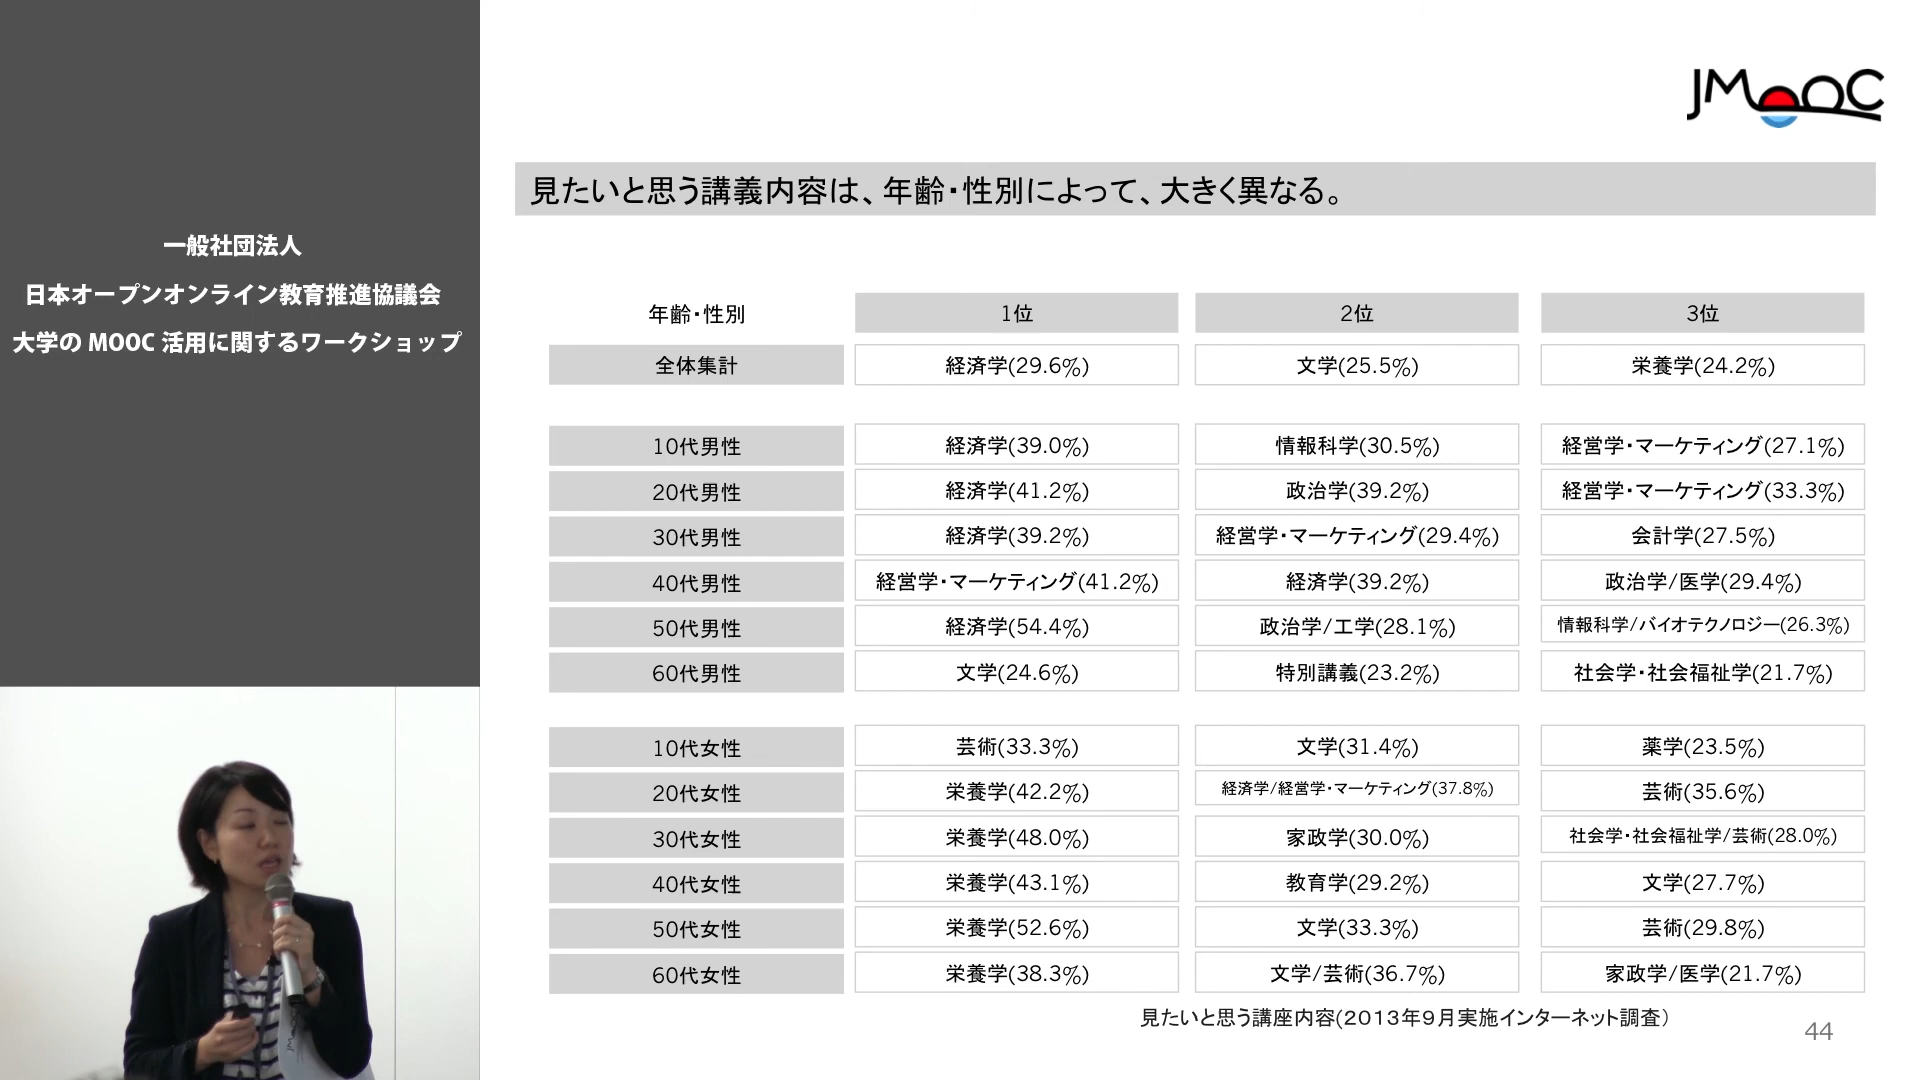 一般社団法人
日本オープンオンライン教育推進協議会
大学の MOOC 活用に関するワークショップ
JMOOC
見たいと思う講義内容は、年齢・性別によって、大きく異なる。
年齢・性別 1位 2位 3位
全体集計 経済学(29.6%) 文学(25.5%) 栄養学(24.2%)
10代男性 経済学(39.0%) 情報科学(30.5%) 経営学・マーケティング(27.1%)
20代男性 経済学(41.2%) 政治学(39.2%) 経営学・マーケティング(33.3%)
30代男性 経済学(39.2%) 経営学・マーケティング(29.4%) 会計学(27.5%)
40代男性 経営学・マーケティング(41.2%) 経済学(39.2%) 政治学/医学(29.4%)
50代男性 経済学(54.4%) 政治学/工学(28.1%) 情報科学/バイオテクノロジー(26.3%)
60代男性 文学(24.6%) 特別講義(23.2%) 社会学・社会福祉学(21.7%)
10代女性 芸術(33.3%) 文学(31.4%) 薬学(23.5%)
20代女性 栄養学(42.2%) 経済学/経営学・マーケティング(37.8%) 芸術(35.6%)
30代女性 栄養学(48.0%) 家政学(30.0%) 社会学・社会福祉学/芸術(28.0%)
40代女性 栄養学(43.1%) 教育学(29.2%) 文学(27.7%)
50代女性 栄養学(52.6%) 文学(33.3%) 芸術(29.8%)
60代女性 栄養学(38.3%) 文学/芸術(36.7%) 家政学/医学(21.7%)
見たいと思う講座内容(2013年9月実施インターネット調査)
44